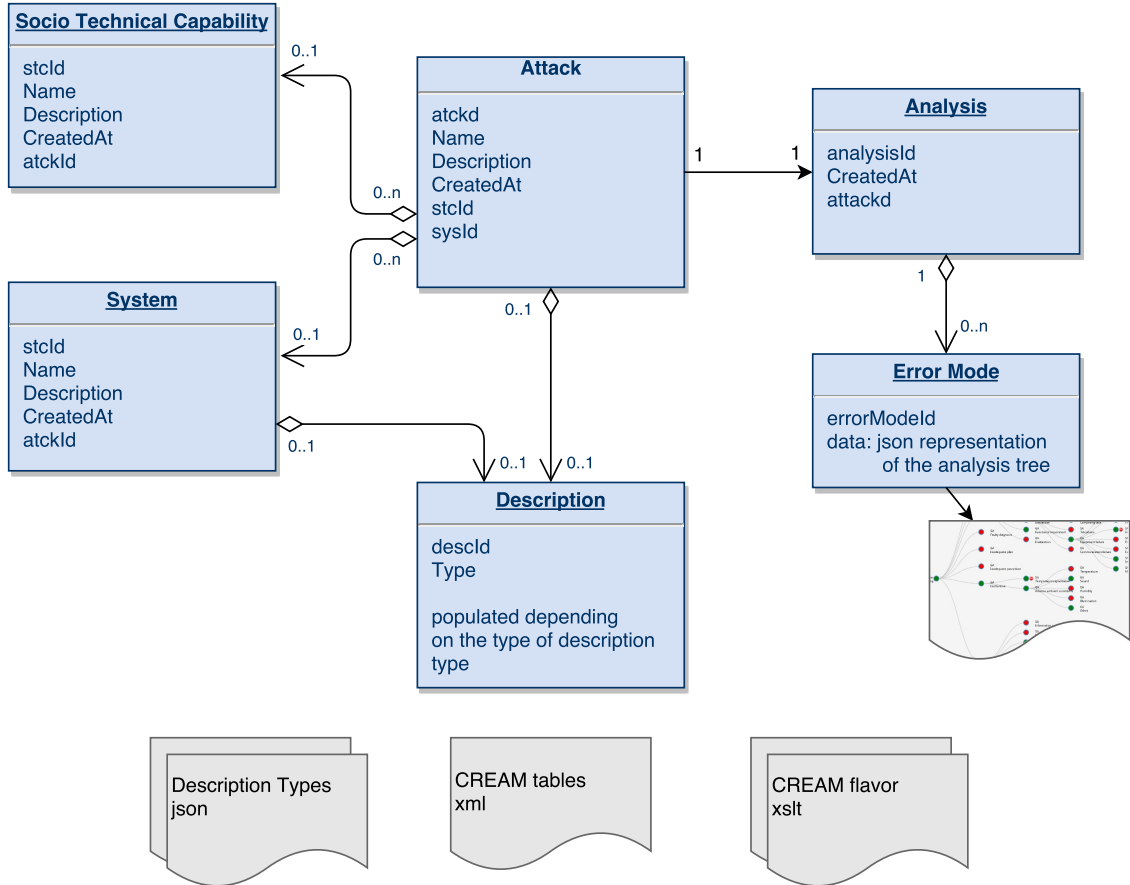 Socio Technical Capability
stcId
Name
Description
CreatedAt
atckId
0..1
0..n
Attack
atckd
Name
Description
CreatedAt
stcId
sysId
1
1
Analysis
analysisId
CreatedAt
attackd
0..n
0..1
System
stcId
Name
Description
CreatedAt
atckId
0..1
0..1
0..1
0..1
Description
descId
Type
populated depending
on the type of description
type
1
0..n
Error Mode
errorModeId
data: json representation
of the analysis tree
Description Types
json
CREAM tables
xml
CREAM flavor
xslt